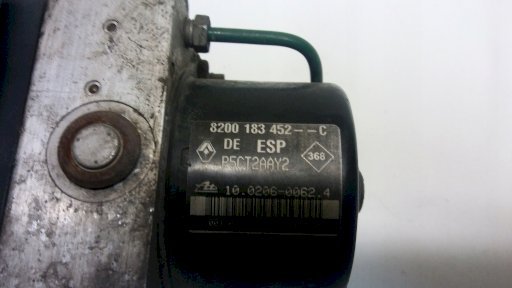 8200 183 452--C
DE ESP
P5CT2AAY2 368
10.0206-0062.4